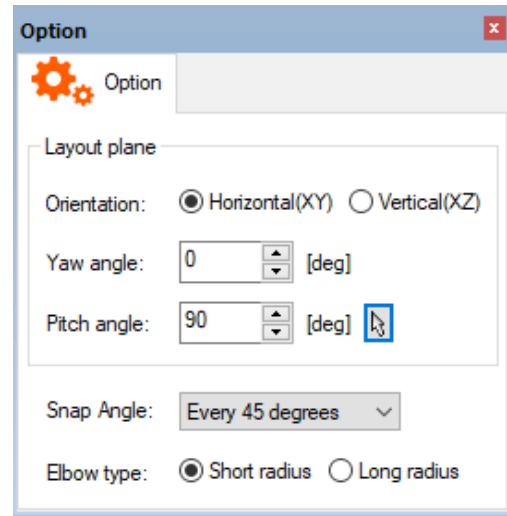 Option
Option
Layout plane
Orientation: Horizontal(XY) Vertical(XZ)
Yaw angle: 0 [deg]
Pitch angle: 90 [deg]
Snap Angle: Every 45 degrees
Elbow type: Short radius Long radius